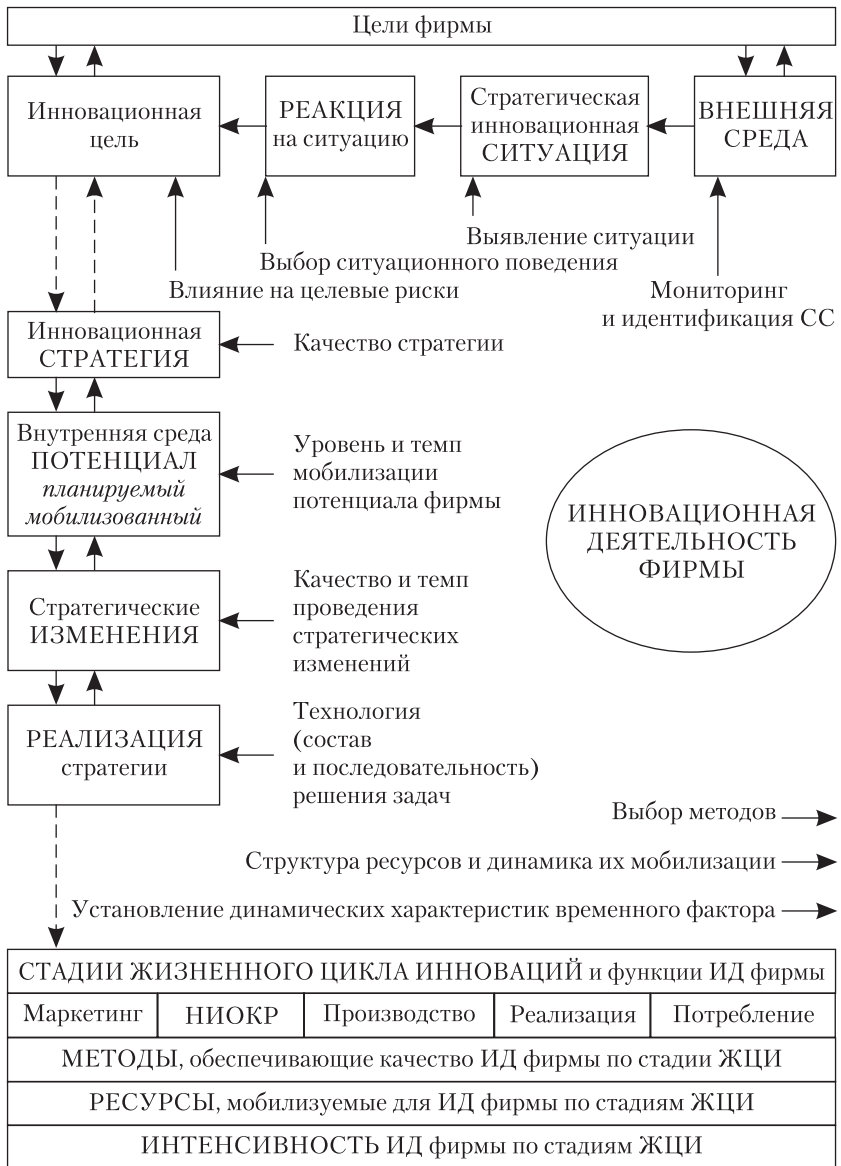 Цели фирмы
Инновационная
цель
РЕАКЦИЯ
на ситуацию
Стратегическая
инновационная
СИТУАЦИЯ
ВНЕШНЯЯ
СРЕДА
Выявление ситуации
Выбор ситуационного поведения
Влияние на целевые риски
Мониторинг
и идентификация СС
Инновационная
СТРАТЕГИЯ
Качество стратегии
Внутренняя среда
ПОТЕНЦИАЛ
планируемый
мобилизованный
Уровень и темп
мобилизации
потенциала фирмы
ИННОВАЦИОННАЯ
ДЕЯТЕЛЬНОСТЬ
ФИРМЫ
Стратегические
ИЗМЕНЕНИЯ
Качество и темп
проведения
стратегических
изменений
РЕАЛИЗАЦИЯ
стратегии
Технология
(состав
и последовательность)
решения задач
Выбор методов
Структура ресурсов и динамика их мобилизации
Установление динамических характеристик временного фактора
СТАДИИ ЖИЗНЕННОГО ЦИКЛА ИННОВАЦИЙ и функции ИД фирмы
Маркетинг НИОКР Производство Реализация Потребление
МЕТОДЫ, обеспечивающие качество ИД фирмы по стадии ЖЦИ
РЕСУРСЫ, мобилизуемые для ИД фирмы по стадиям ЖЦИ
ИНТЕНСИВНОСТЬ ИД фирмы по стадиям ЖЦИ